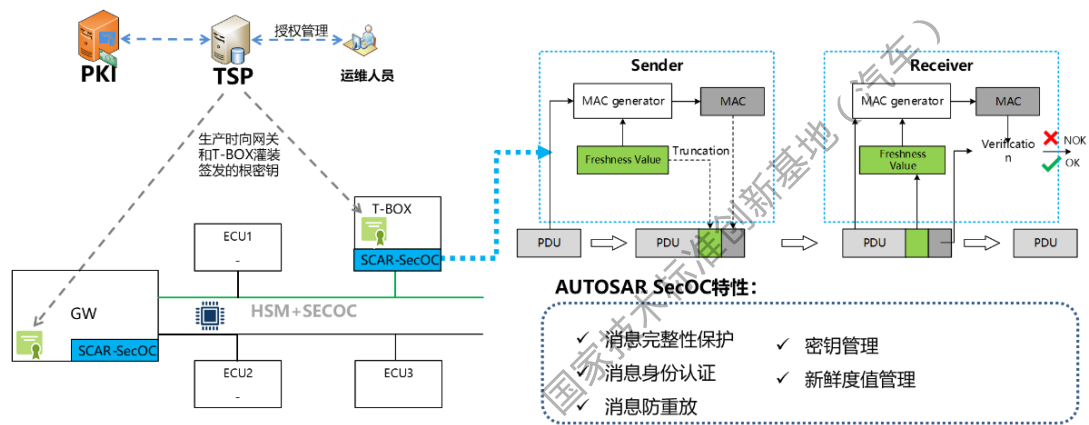 PKI
TSP
授权管理
运维人员
生产时向网关
和T-BOX灌装
签发的根密钥
T-BOX
SCAR-SecOC
ECU1
-
GW
SCAR-SecOC
HSM+SECOC
ECU2
-
ECU3
Sender
MAC generator
MAC
Freshness Value
Truncation
PDU
PDU
Receiver
MAC generator
MAC
Freshness
Value
Verificatio
n
NOK
OK
PDU
PDU
AUTOSAR SecOC特性：
消息完整性保护
消息身份认证
消息防重放
密钥管理
新鲜度值管理
国家技术标准创新基地（汽车）